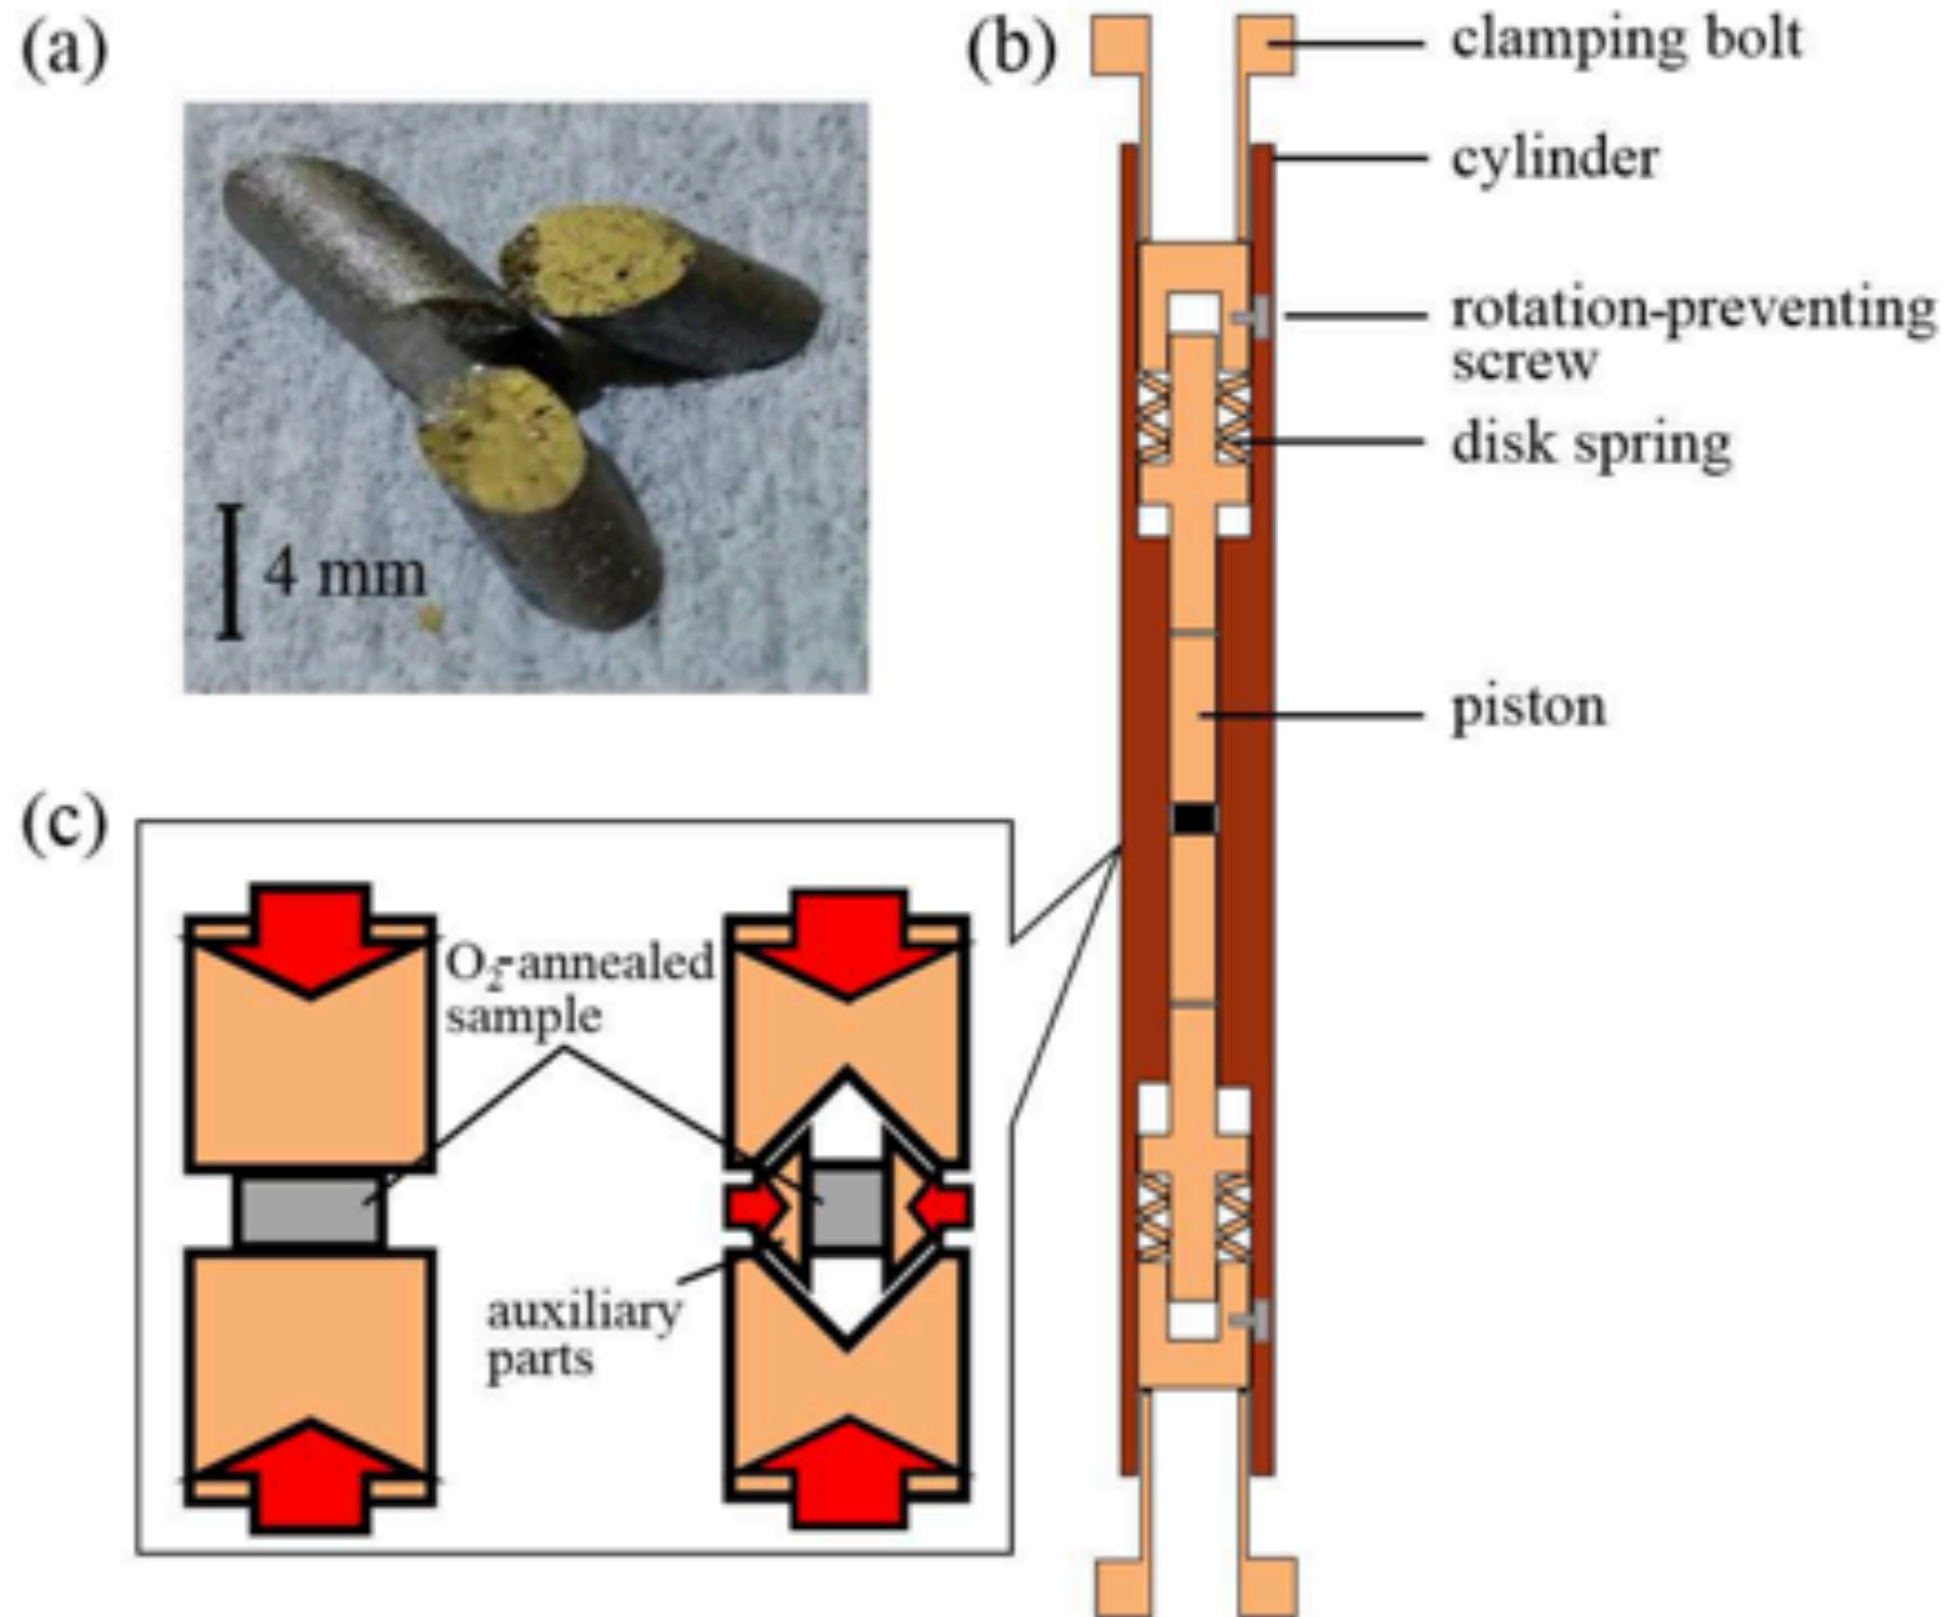 (a)
4 mm
(b)
clamping bolt
cylinder
rotation-preventing
screw
disk spring
piston
(c)
O₂-annealed
sample
auxiliary
parts